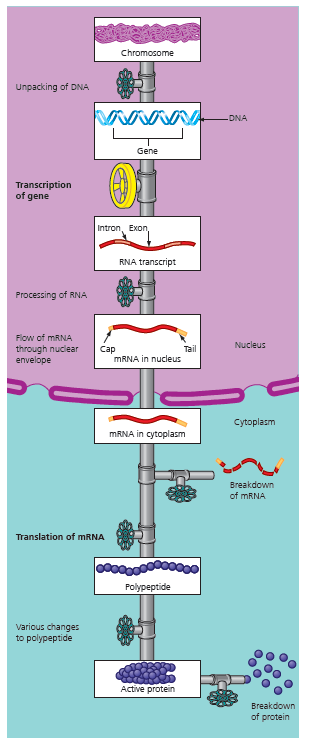 Chromosome
Unpacking of DNA
DNA
Gene
Transcription
of gene
Intron Exon
RNA transcript
Processing of RNA
Flow of mRNA
through nuclear
envelope
Cap
Tail
mRNA in nucleus
Nucleus
Cytoplasm
mRNA in cytoplasm
Breakdown
of mRNA
Translation of mRNA
Polypeptide
Various changes
to polypeptide
Active protein
Breakdown
of protein